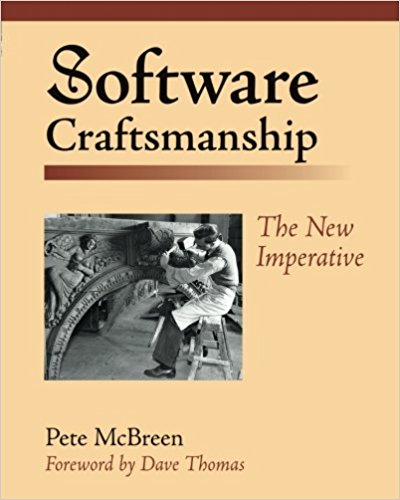 Software
Craftsmanship
The New
Imperative
Pete McBreen
Foreword by Dave Thomas